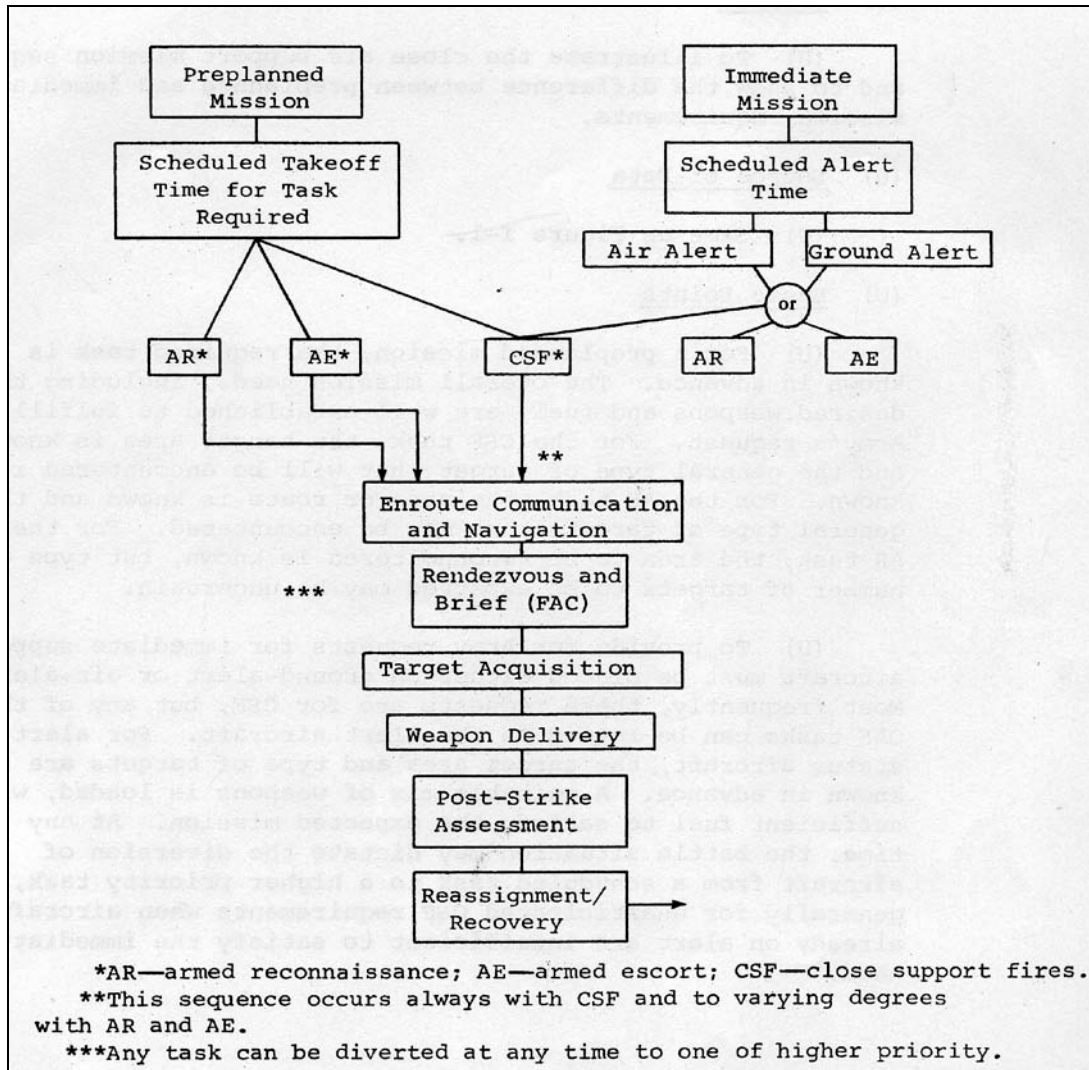 Preplanned
Mission
Immediate
Mission
Scheduled Takeoff
Time for Task
Required
Scheduled Alert
Time
Air Alert
Ground Alert
or
AR*
AE*
CSF*
AR
AE
**
Enroute Communication
and Navigation
***
Rendezvous and
Brief (FAC)
Target Acquisition
Weapon Delivery
Post-Strike
Assessment
Reassignment/
Recovery
*AR—armed reconnaissance; AE—armed escort; CSF—close support fires.
**This sequence occurs always with CSF and to varying degrees
with AR and AE.
***Any task can be diverted at any time to one of higher priority.